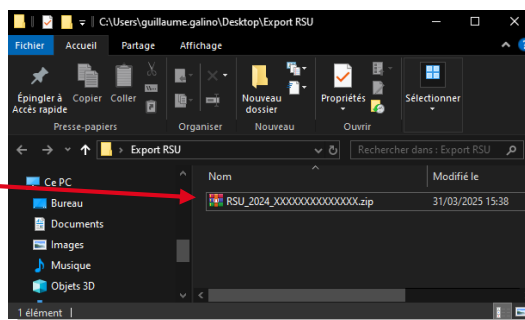 C:\Users\guillaume.galino\Desktop\Export RSU
Fichier Accueil Partage Affichage
Épingler à Accès rapide
Copier
Coller
Nouveau dossier
Propriétés
Sélectionner
Presse-papiers Organiser Nouveau Ouvrir
Export RSU
Rechercher dans : Export RSU
Ce PC
Bureau
Documents
Images
Musique
Objets 3D
Nom Modifié le
RSU_2024_XXXXXXXXXXXXXX.zip 31/03/2025 15:38
1 élément